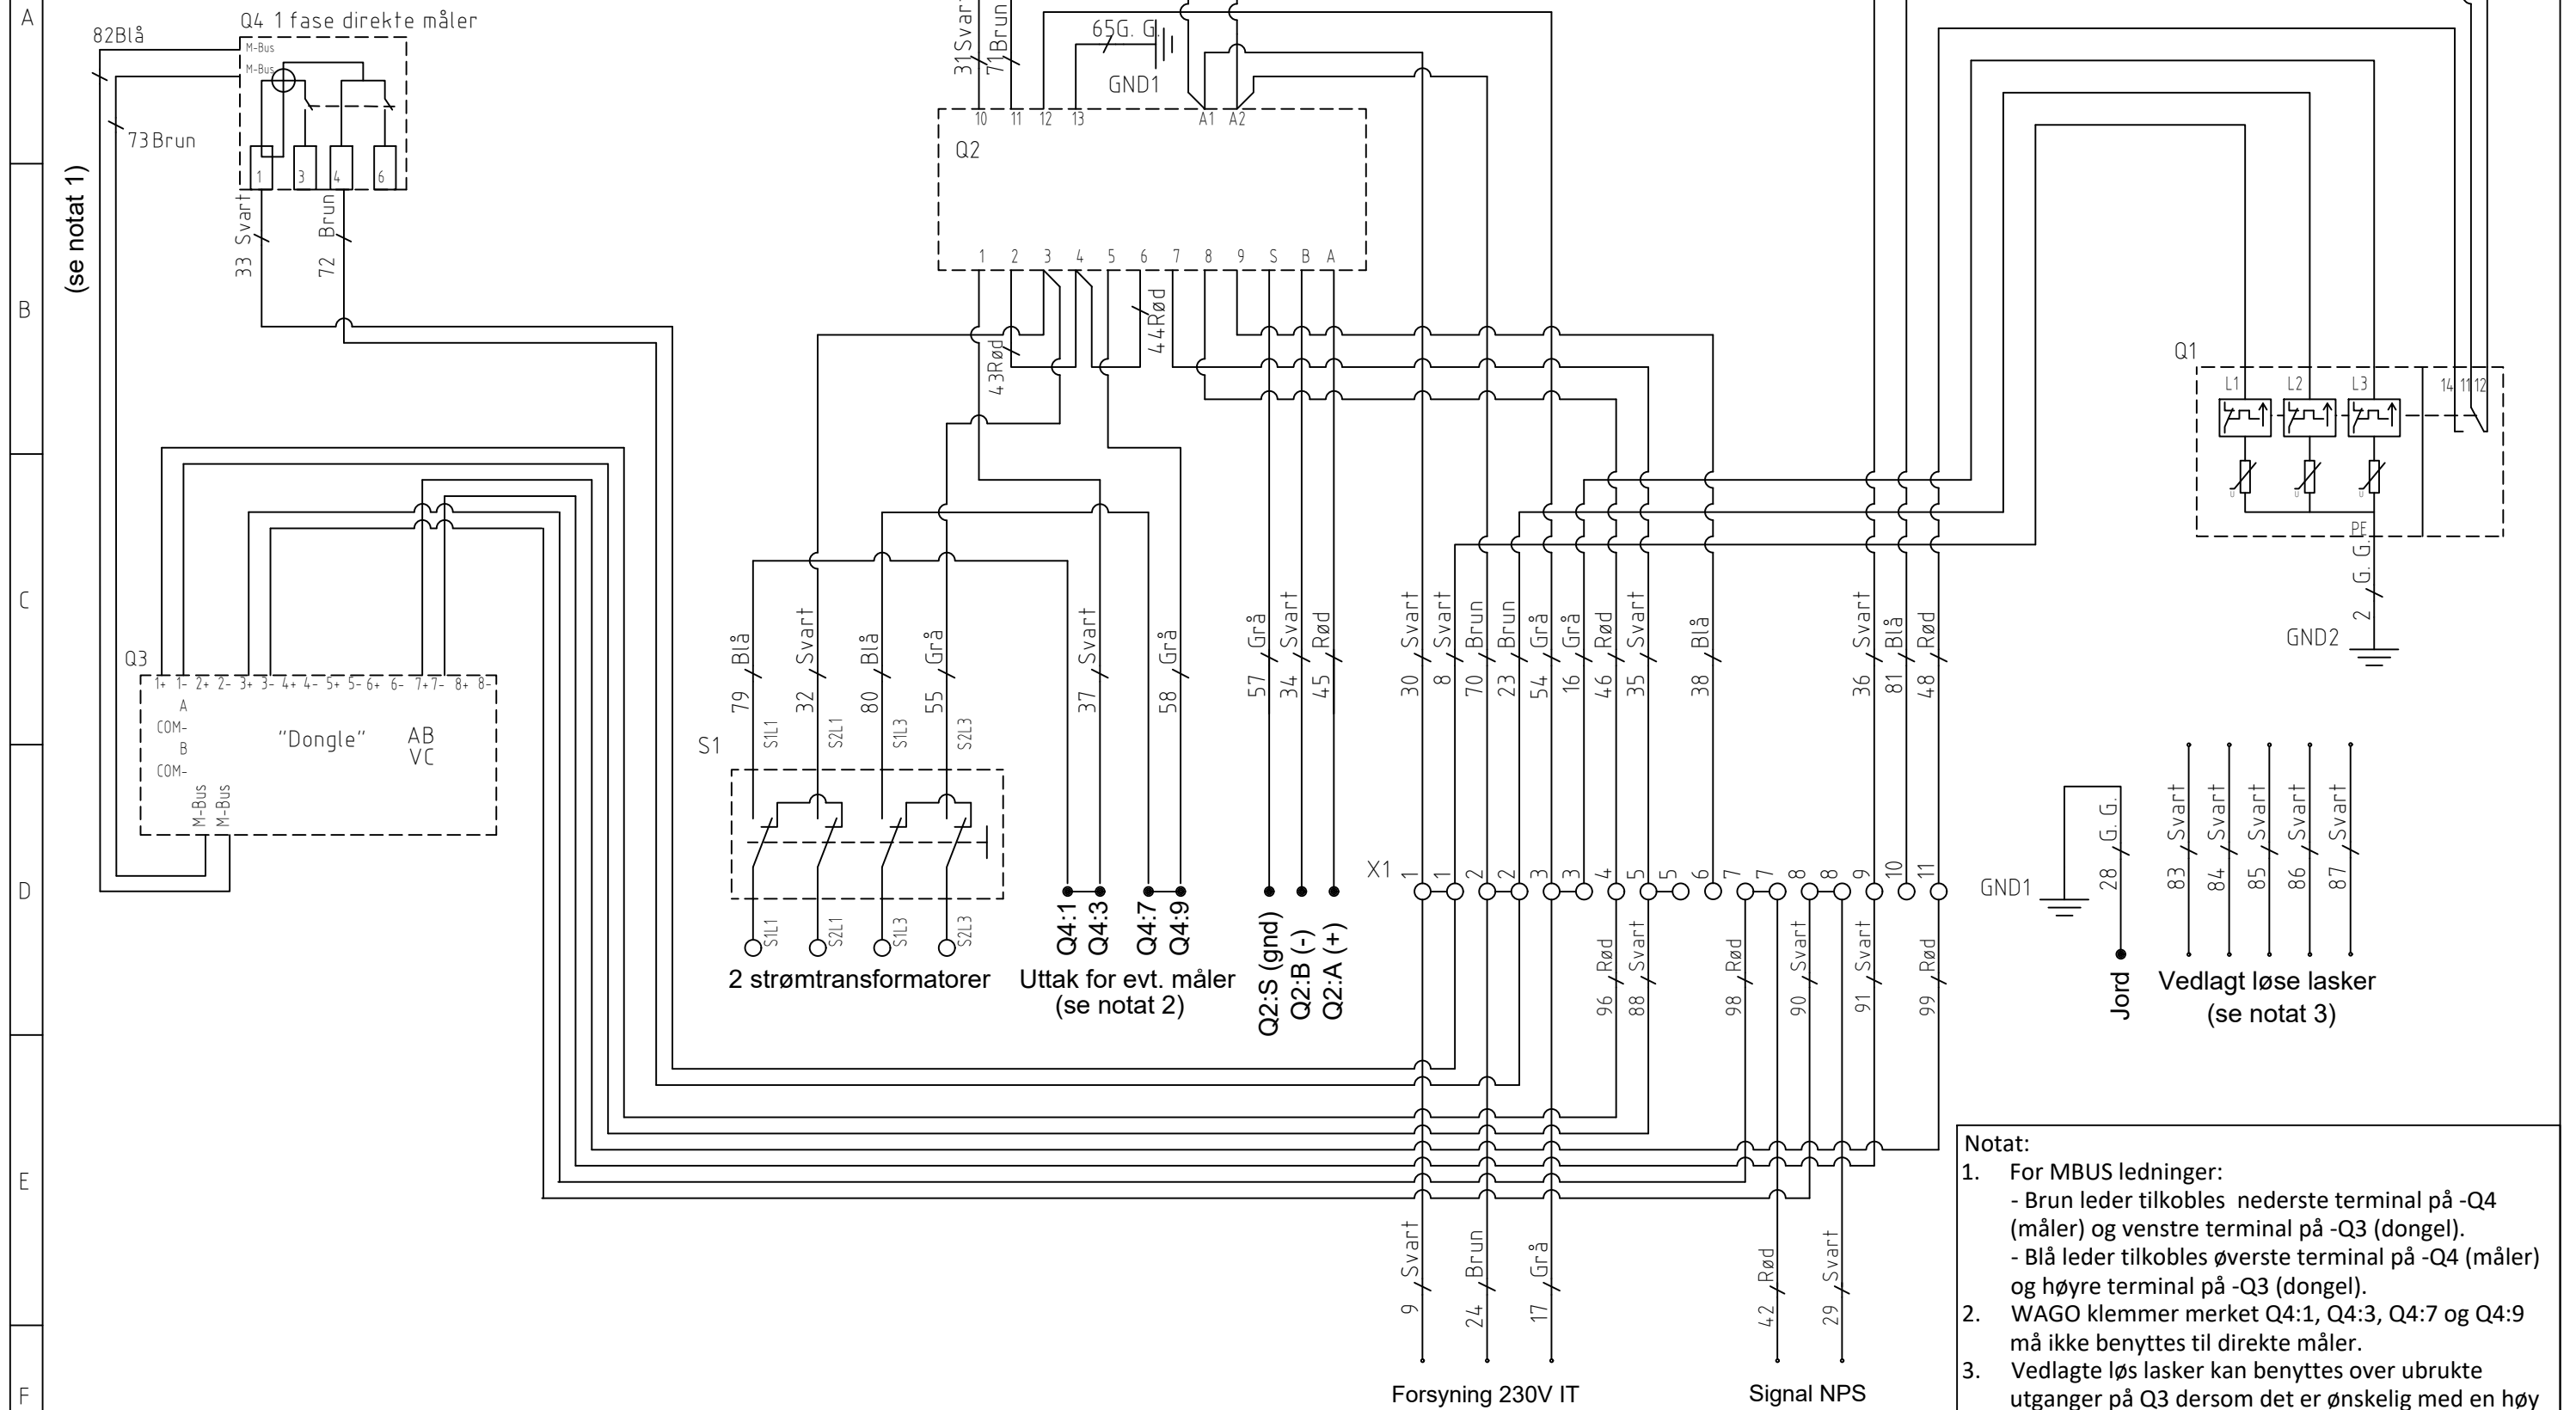 A
B
C
D
E
F
82Blå
Q4 1 fase direkte måler
M-Bus
M-Bus
73Brun
(se notat 1)
1 3 4 6
33 Svart
72 Brun
31Svar
71Brun
65G. G.
GND1
10 11 12 13 A1 A2
Q2
1 2 3 4 5 6 7 8 9 S B A
43Rød
44Rød
Q1
L1 L2 L3 14 11 12
U U U
PE
2 G. G.
GND2
Q3
1+ 1- 2+ 2- 3+ 3- 4+ 4- 5+ 5- 6+ 6- 7+ 7- 8+ 8-
A
COM-
B
COM-
"Dongle"
AB
VC
M-Bus
M-Bus
79 Blå
32 Svart
80 Blå
55 Grå
37 Svart
58 Grå
57 Grå
34 Svart
45 Rød
30 Svart
8 Svart
70 Brun
23 Brun
54 Grå
16 Grå
46 Rød
35 Svart
38 Blå
36 Svart
81 Blå
48 Rød
S1
S1L1 S2L1 S1L3 S2L3
S1L1 S2L1 S1L3 S2L3
2 strømtransformatorer
Q4:1
Q4:3
Q4:7
Q4:9
Uttak for evt. måler
(se notat 2)
Q2:S (gnd)
Q2:B (-)
Q2:A (+)
X1
1 1 2 2 3 3 4 5 5 6 7 7 8 8 9 10 11
96 Rød
88 Svart
98 Rød
90 Svart
91 Svart
99 Rød
GND1
28 G. G.
Jord
83 Svart
84 Svart
85 Svart
86 Svart
87 Svart
Vedlagt løse lasker
(se notat 3)
9 Svart
24 Brun
17 Grå
42 Rød
29 Svart
Forsyning 230V IT
Signal NPS
Notat:
1. For MBUS ledninger:
- Brun leder tilkobles nederste terminal på -Q4
(måler) og venstre terminal på -Q3 (dongel).
- Blå leder tilkobles øverste terminal på -Q4 (måler)
og høyre terminal på -Q3 (dongel).
2. WAGO klemmer merket Q4:1, Q4:3, Q4:7 og Q4:9
må ikke benyttes til direkte måler.
3. Vedlagte løs lasker kan benyttes over ubrukte
utganger på Q3 dersom det er ønskelig med en høy